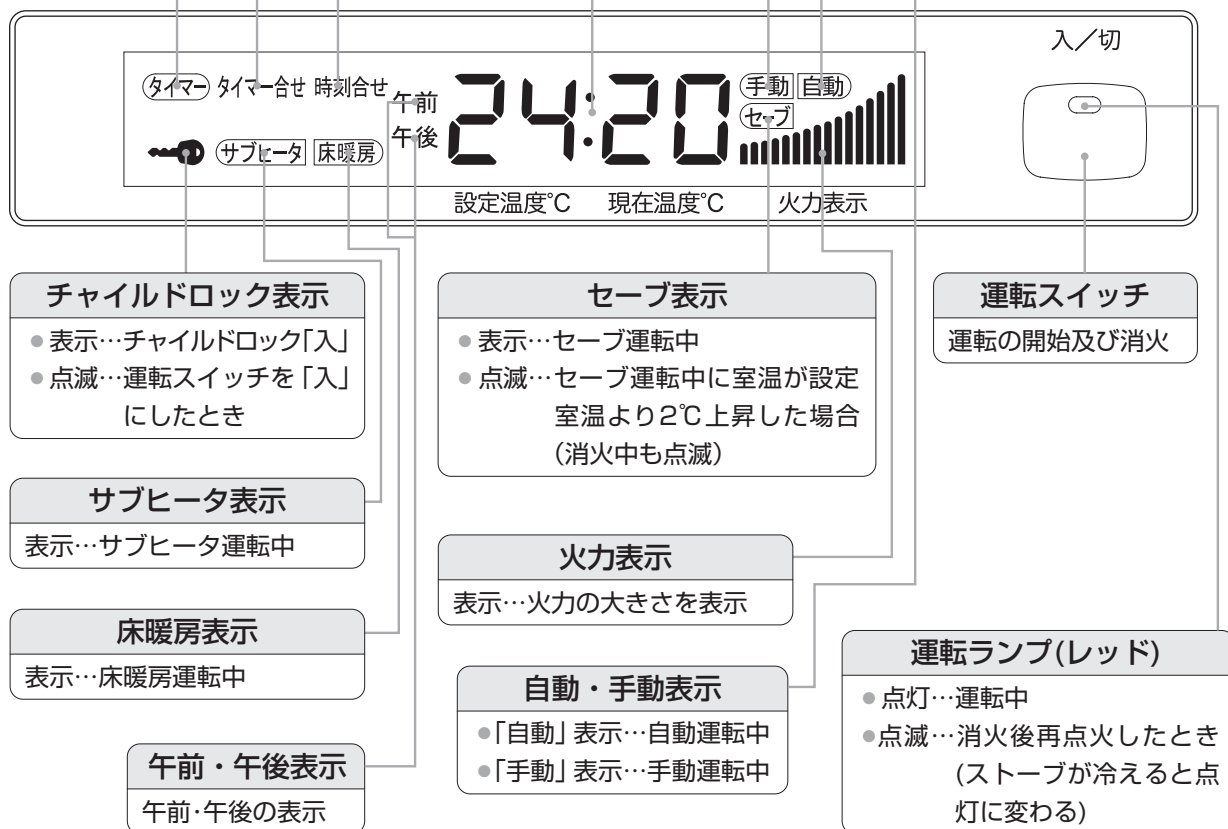 入／切
タイマー タイマー合せ 時刻合せ 午前 24:20 手動 自動
午後 セーブ
サブヒータ 床暖房
設定温度℃ 現在温度℃ 火力表示
チャイルドロック表示
●表示…チャイルドロック「入」
●点滅…運転スイッチを「入」
にしたとき
サブヒータ表示
表示…サブヒータ運転中
床暖房表示
表示…床暖房運転中
午前・午後表示
午前・午後の表示
セーブ表示
●表示…セーブ運転中
●点滅…セーブ運転中に室温が設定
室温より2℃上昇した場合
(消火中も点滅)
火力表示
表示…火力の大きさを表示
自動・手動表示
●「自動」表示…自動運転中
●「手動」表示…手動運転中
運転スイッチ
運転の開始及び消火
運転ランプ(レッド)
●点灯…運転中
●点滅…消火後再点火したとき
(ストーブが冷えると点
灯に変わる)